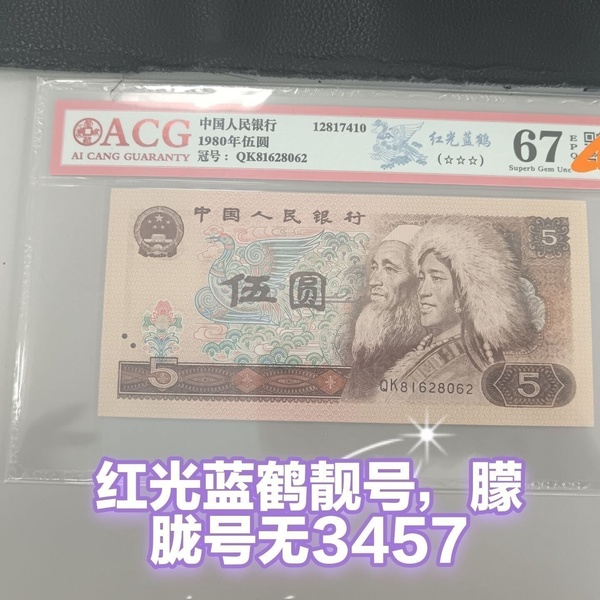 ACG
AI CANG GUARANTY
中国人民银行
1980年伍圆
冠号：QK81628062
12817410
红光蓝鹤
(☆☆☆)
67
E
P
Q
Superb Gem Unc
中国人民银行
5
伍圆
5
QK81628062
5
红光蓝鹤靓号，朦
胧号无3457